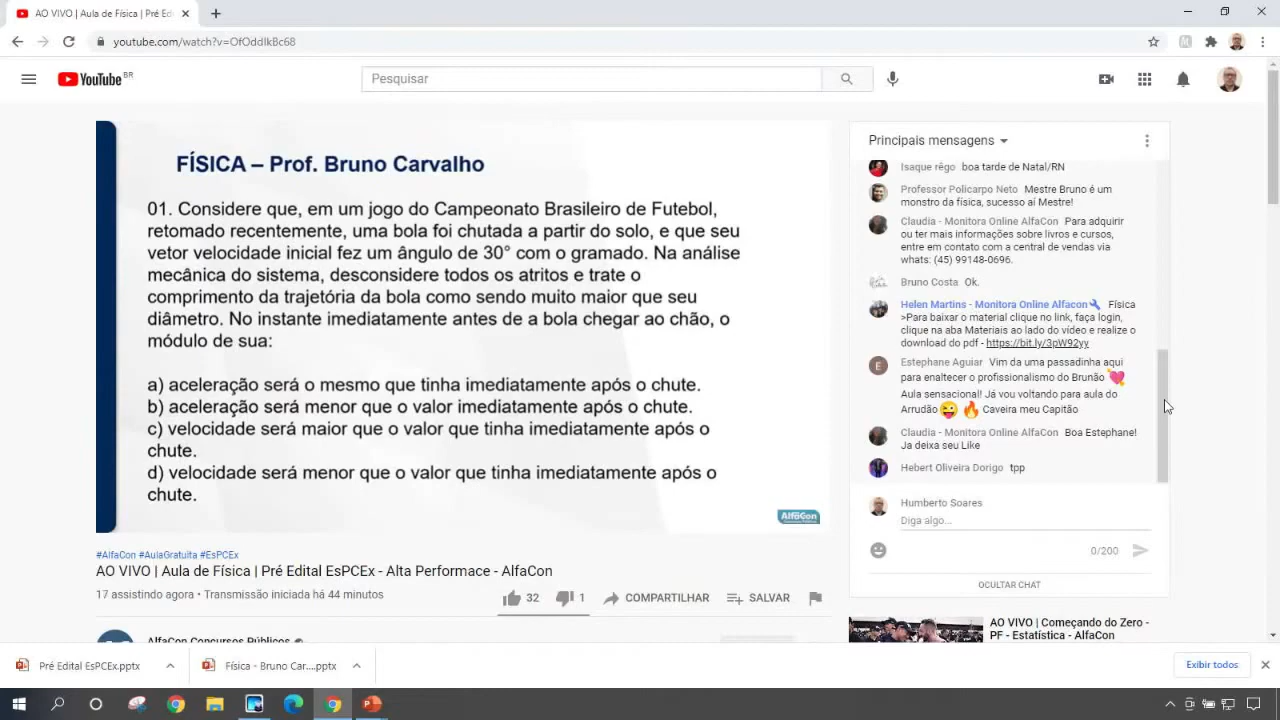 AO VIVO | Aula de Física | Pré Ed
youtube.com/watch?v=OfOddIkBc68
YouTube BR
Pesquisar
FÍSICA – Prof. Bruno Carvalho
01. Considere que, em um jogo do Campeonato Brasileiro de Futebol,
retomado recentemente, uma bola foi chutada a partir do solo, e que seu
vetor velocidade inicial fez um ângulo de 30° com o gramado. Na análise
mecânica do sistema, desconsidere todos os atritos e trate o
comprimento da trajetória da bola como sendo muito maior que seu
diâmetro. No instante imediatamente antes de a bola chegar ao chão, o
módulo de sua:
a) aceleração será o mesmo que tinha imediatamente após o chute.
b) aceleração será menor que o valor imediatamente após o chute.
c) velocidade será maior que o valor que tinha imediatamente após o
chute.
d) velocidade será menor que o valor que tinha imediatamente após o
chute.
AlfaCon
#AlfaCon #AulaGratuita #EsPCEx
AO VIVO | Aula de Física | Pré Edital EsPCEx - Alta Performace - AlfaCon
17 assistindo agora • Transmissão iniciada há 44 minutos
32
1
COMPARTILHAR
SALVAR
AlfaCon Concursos Públicos
Principais mensagens
Isaque rêgo boa tarde de Natal/RN
Professor Policarpo Neto Mestre Bruno é um
monstro da física, sucesso aí Mestre!
Claudia - Monitora Online AlfaCon Para adquirir
ou ter mais informações sobre livros e cursos,
entre em contato com a central de vendas via
whats: (45) 99148-0696.
Bruno Costa Ok.
Helen Martins - Monitora Online Alfacon Física
>Para baixar o material clique no link, faça login,
clique na aba Materiais ao lado do vídeo e realize o
download do pdf - https://bit.ly/3pW92yy
E
Estephane Aguiar Vim da uma passadinha aqui
para enaltecer o profissionalismo do Brunão 💘
Aula sensacional! Já vou voltando para aula do
Arrudão 😜 🔥 Caveira meu Capitão
Claudia - Monitora Online AlfaCon Boa Estephane!
Ja deixa seu Like
Hebert Oliveira Dorigo tpp
Humberto Soares
Diga algo...
0/200
OCULTAR CHAT
AO VIVO | Começando do Zero -
PF - Estatística - AlfaCon
Pré Edital EsPCEx.pptx
Física - Bruno Car....pptx
Exibir todos